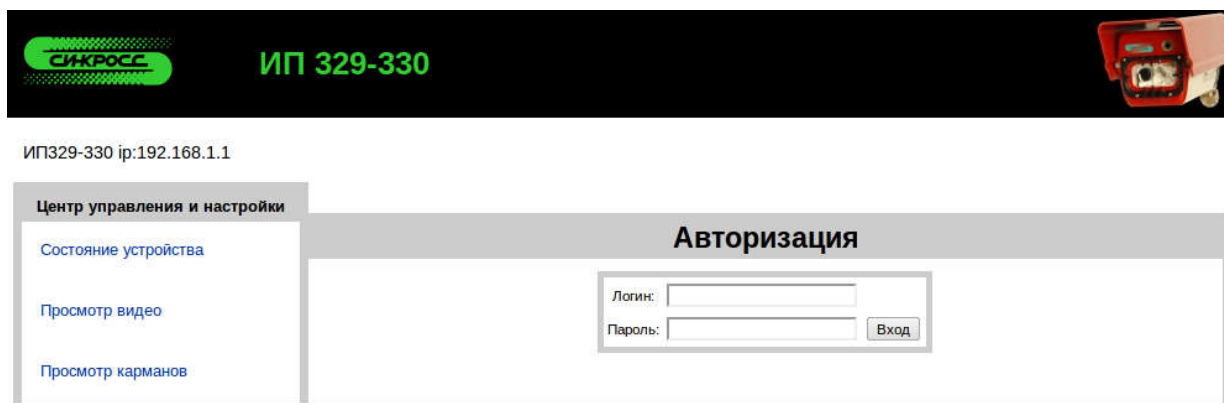 СИНКРОСС
ИП 329-330
ИП329-330 ip:192.168.1.1
Центр управления и настройки
Состояние устройства
Просмотр видео
Просмотр карманов
Авторизация
Логин:
Пароль:
Вход